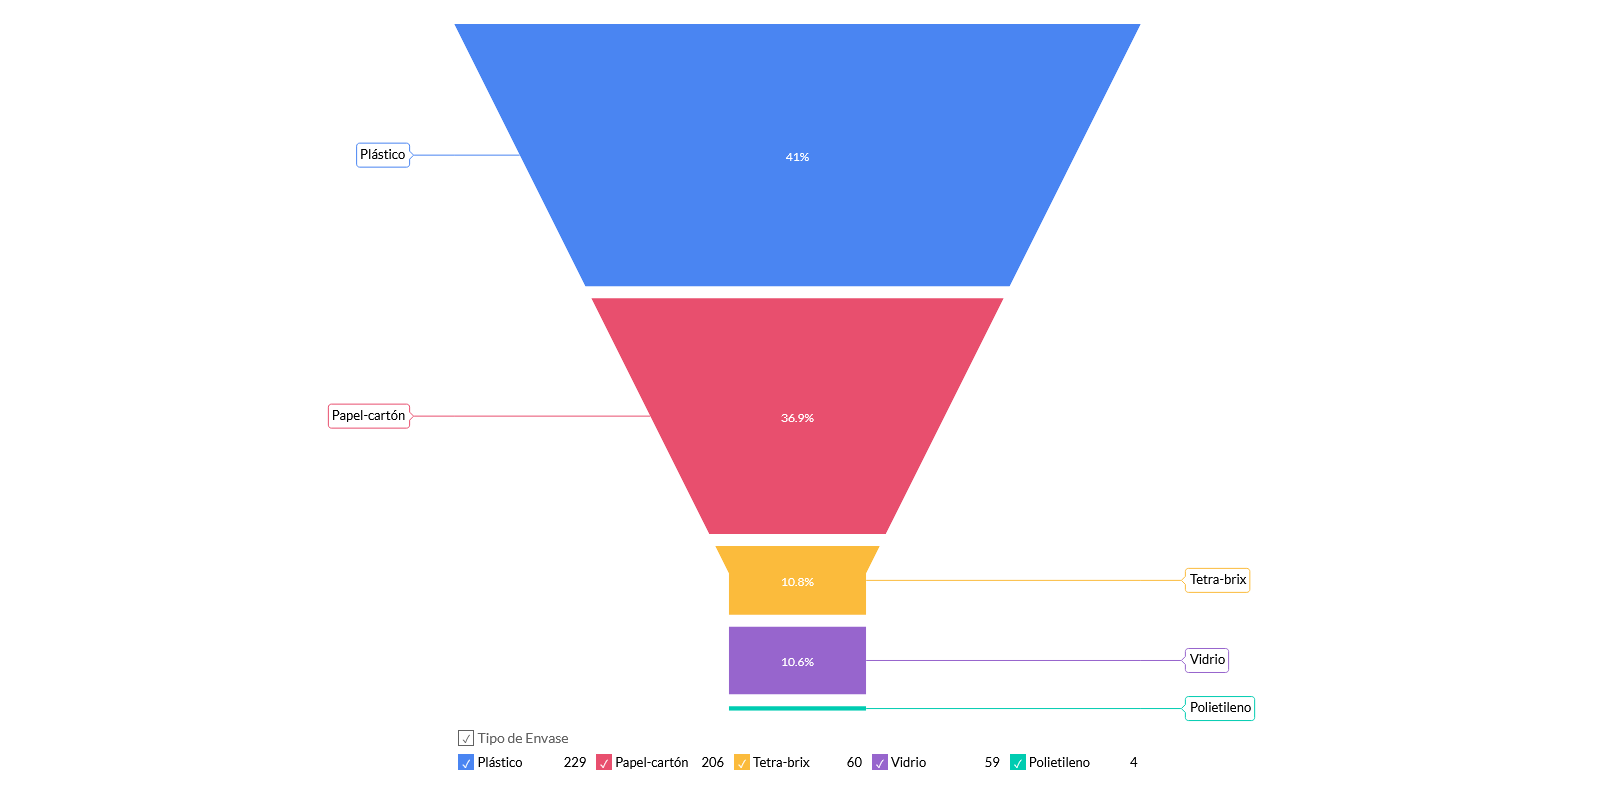 41%
Plástico
36.9%
Papel-cartón
10.8%
Tetra-brix
10.6%
Vidrio
Polietileno
Tipo de Envase
Plástico 229 Papel-cartón 206 Tetra-brix 60 Vidrio 59 Polietileno 4